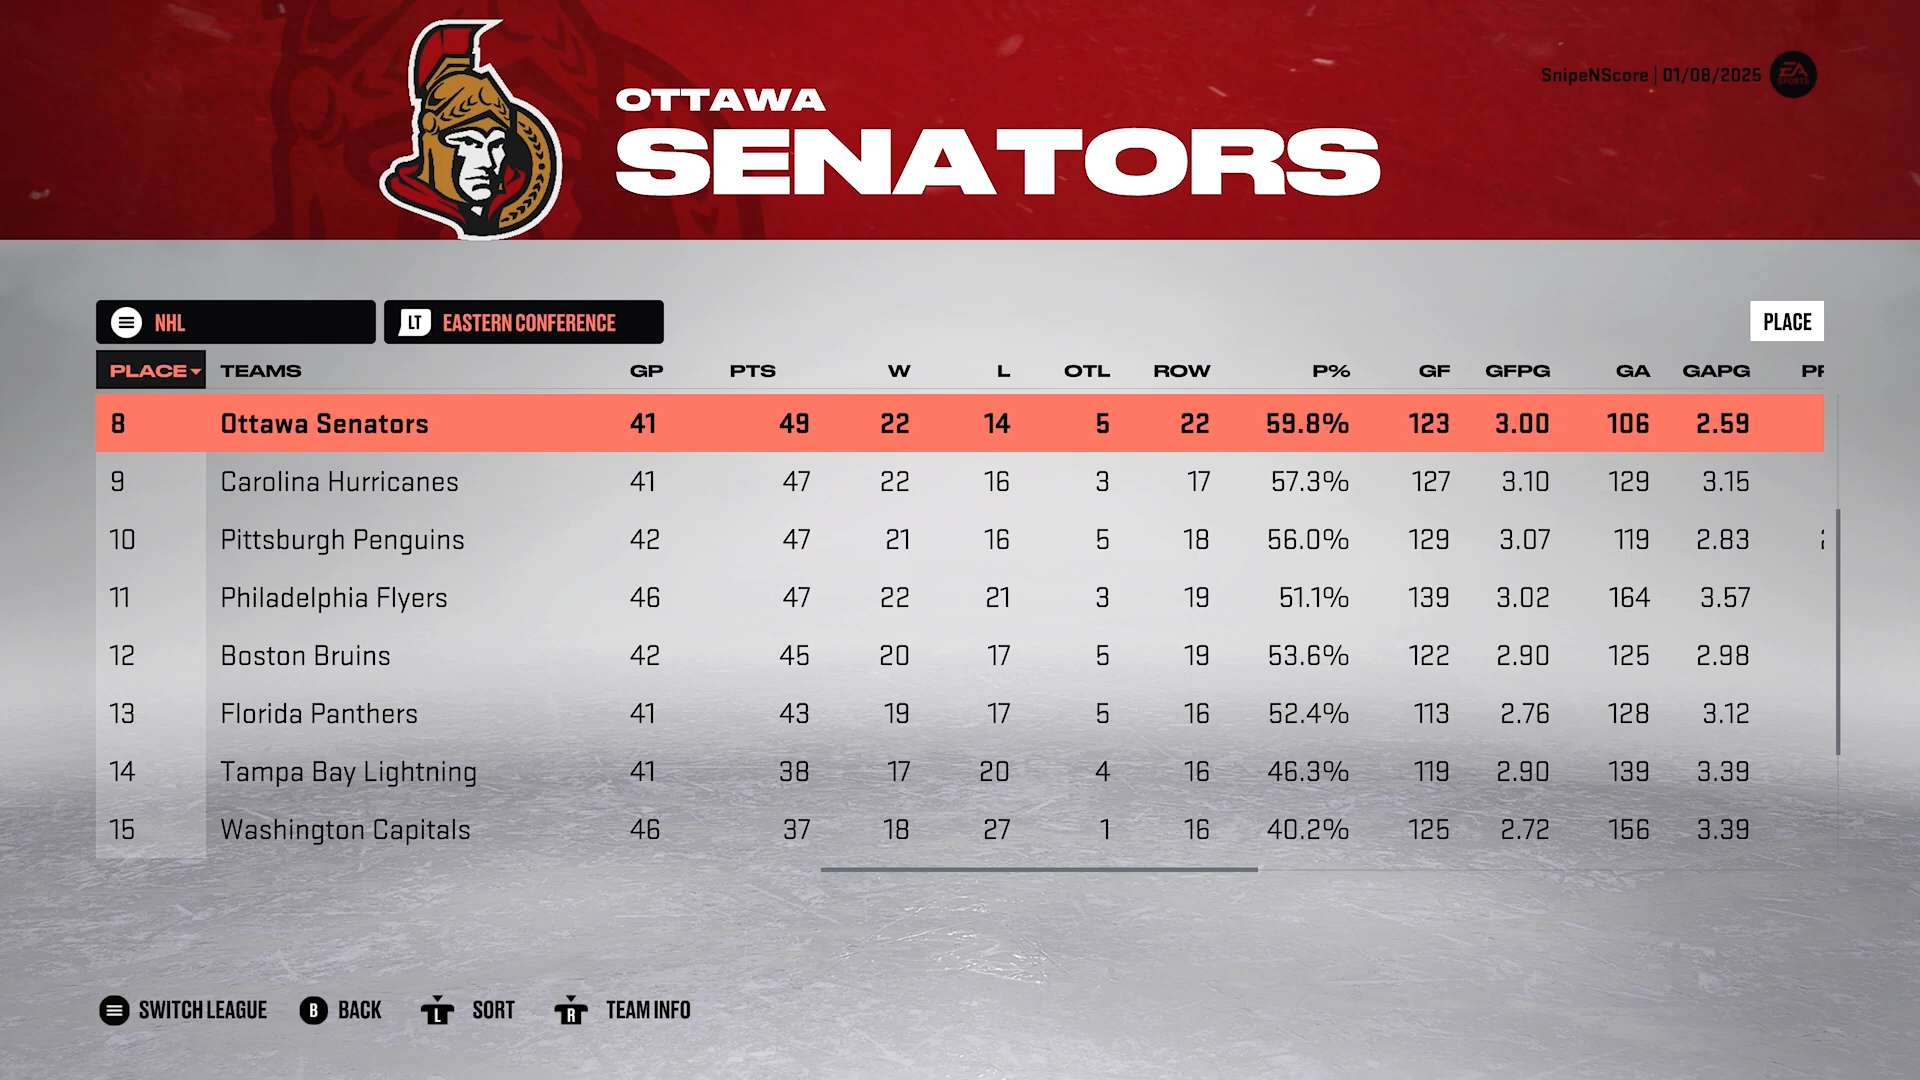 OTTAWA
SENATORS
SnipeNScore | 01/08/2025
EA
SPORTS
NHL
LT EASTERN CONFERENCE
PLACE
PLACE TEAMS GP PTS W L OTL ROW P% GF GFPG GA GAPG
8 Ottawa Senators 41 49 22 14 5 22 59.8% 123 3.00 106 2.59
9 Carolina Hurricanes 41 47 22 16 3 17 57.3% 127 3.10 129 3.15
10 Pittsburgh Penguins 42 47 21 16 5 18 56.0% 129 3.07 119 2.83
11 Philadelphia Flyers 46 47 22 21 3 19 51.1% 139 3.02 164 3.57
12 Boston Bruins 42 45 20 17 5 19 53.6% 122 2.90 125 2.98
13 Florida Panthers 41 43 19 17 5 16 52.4% 113 2.76 128 3.12
14 Tampa Bay Lightning 41 38 17 20 4 16 46.3% 119 2.90 139 3.39
15 Washington Capitals 46 37 18 27 1 16 40.2% 125 2.72 156 3.39
SWITCH LEAGUE B BACK L SORT R TEAM INFO